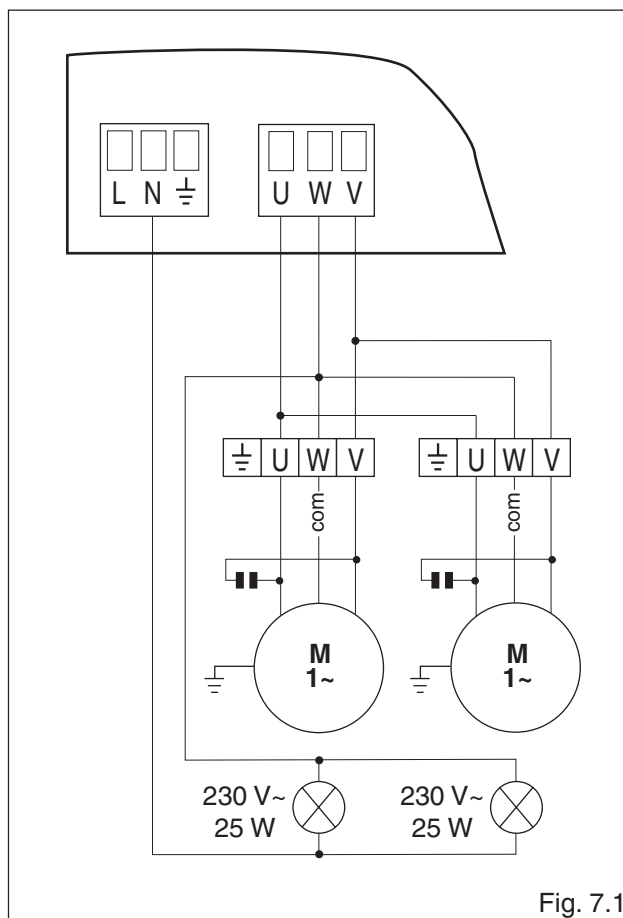 L N ⏚ U W V
⏚ U W V ⏚ U W V
com com
M M
1~ 1~
230 V~ 230 V~
25 W 25 W
Fig. 7.1